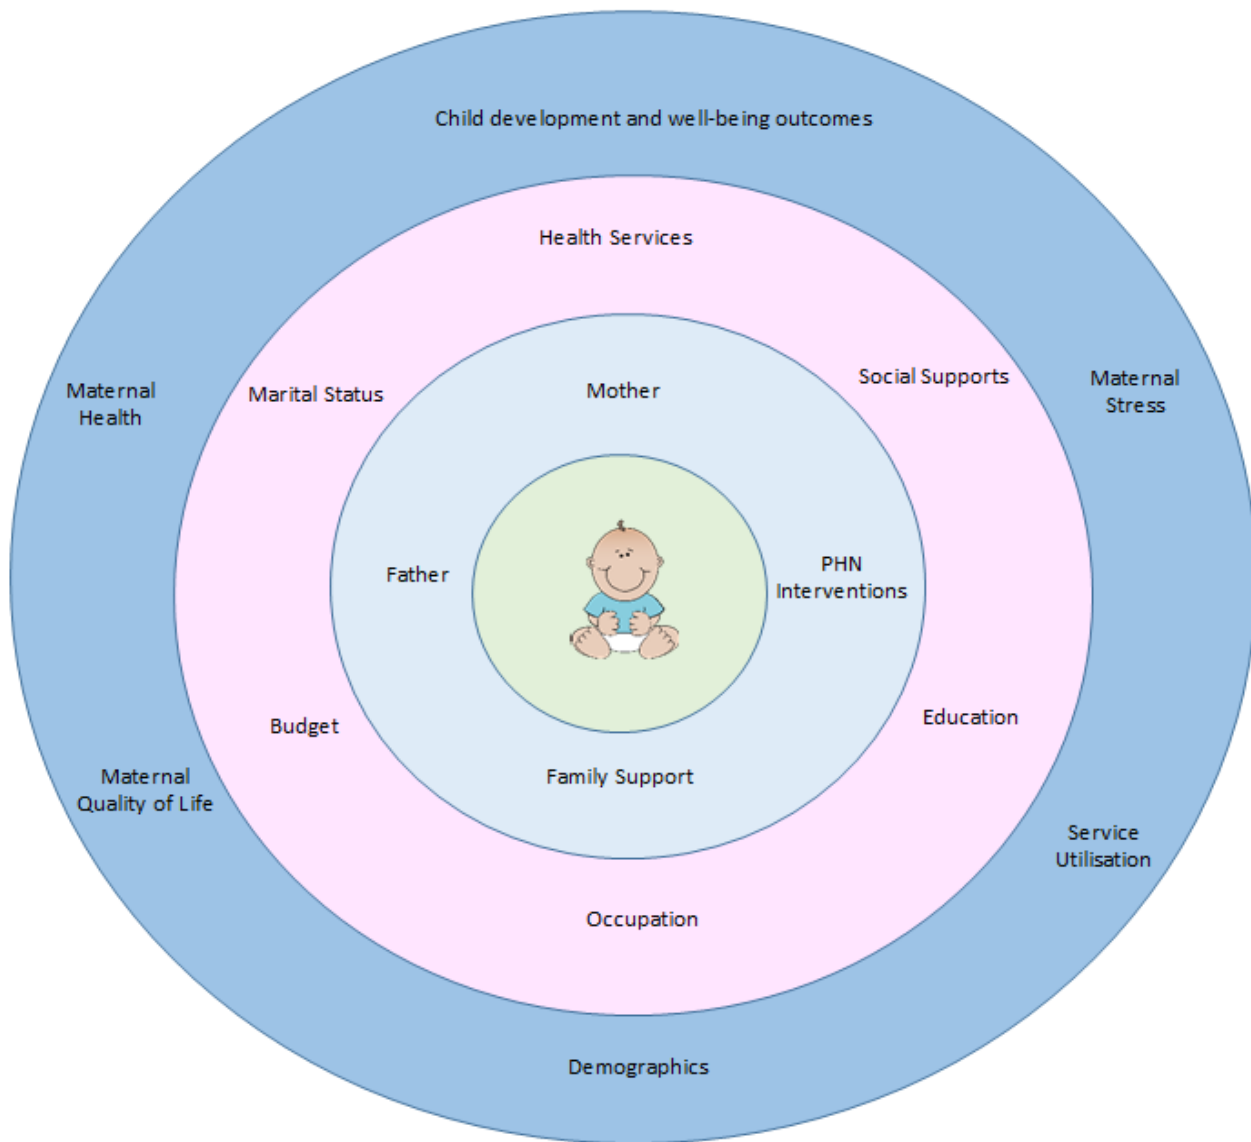 Child development and well-being outcomes
Health Services
Maternal
Health
Marital Status
Mother
Social Supports
Maternal
Stress
Father
PHN
Interventions
Budget
Education
Maternal
Quality of Life
Family Support
Service
Utilisation
Occupation
Demographics